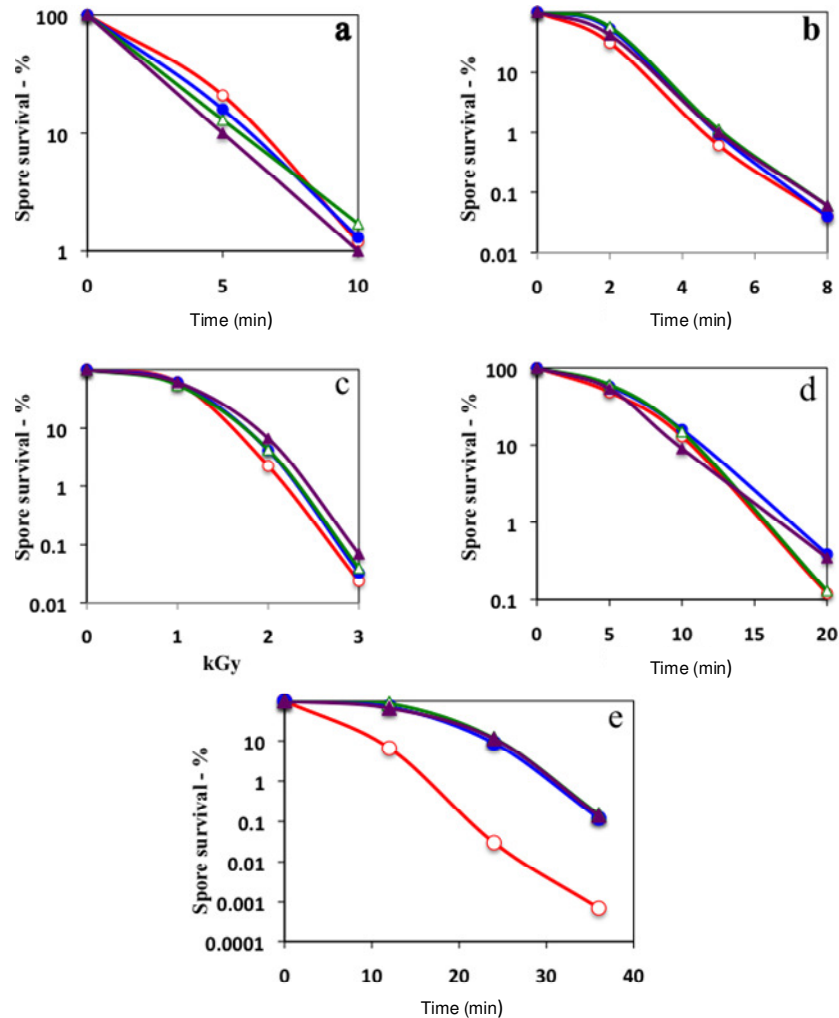 a
Spore survival - %
100
10
1
0 5 10
Time (min)
b
Spore survival - %
10
1
0.1
0.01
0 2 4 6 8
Time (min)
c
Spore survival - %
10
1
0.1
0.01
0 1 2 3
kGy
d
Spore survival - %
100
10
1
0.1
0 5 10 15 20
Time (min)
e
Spore survival - %
10
1
0.1
0.01
0.001
0.0001
0 10 20 30 40
Time (min)